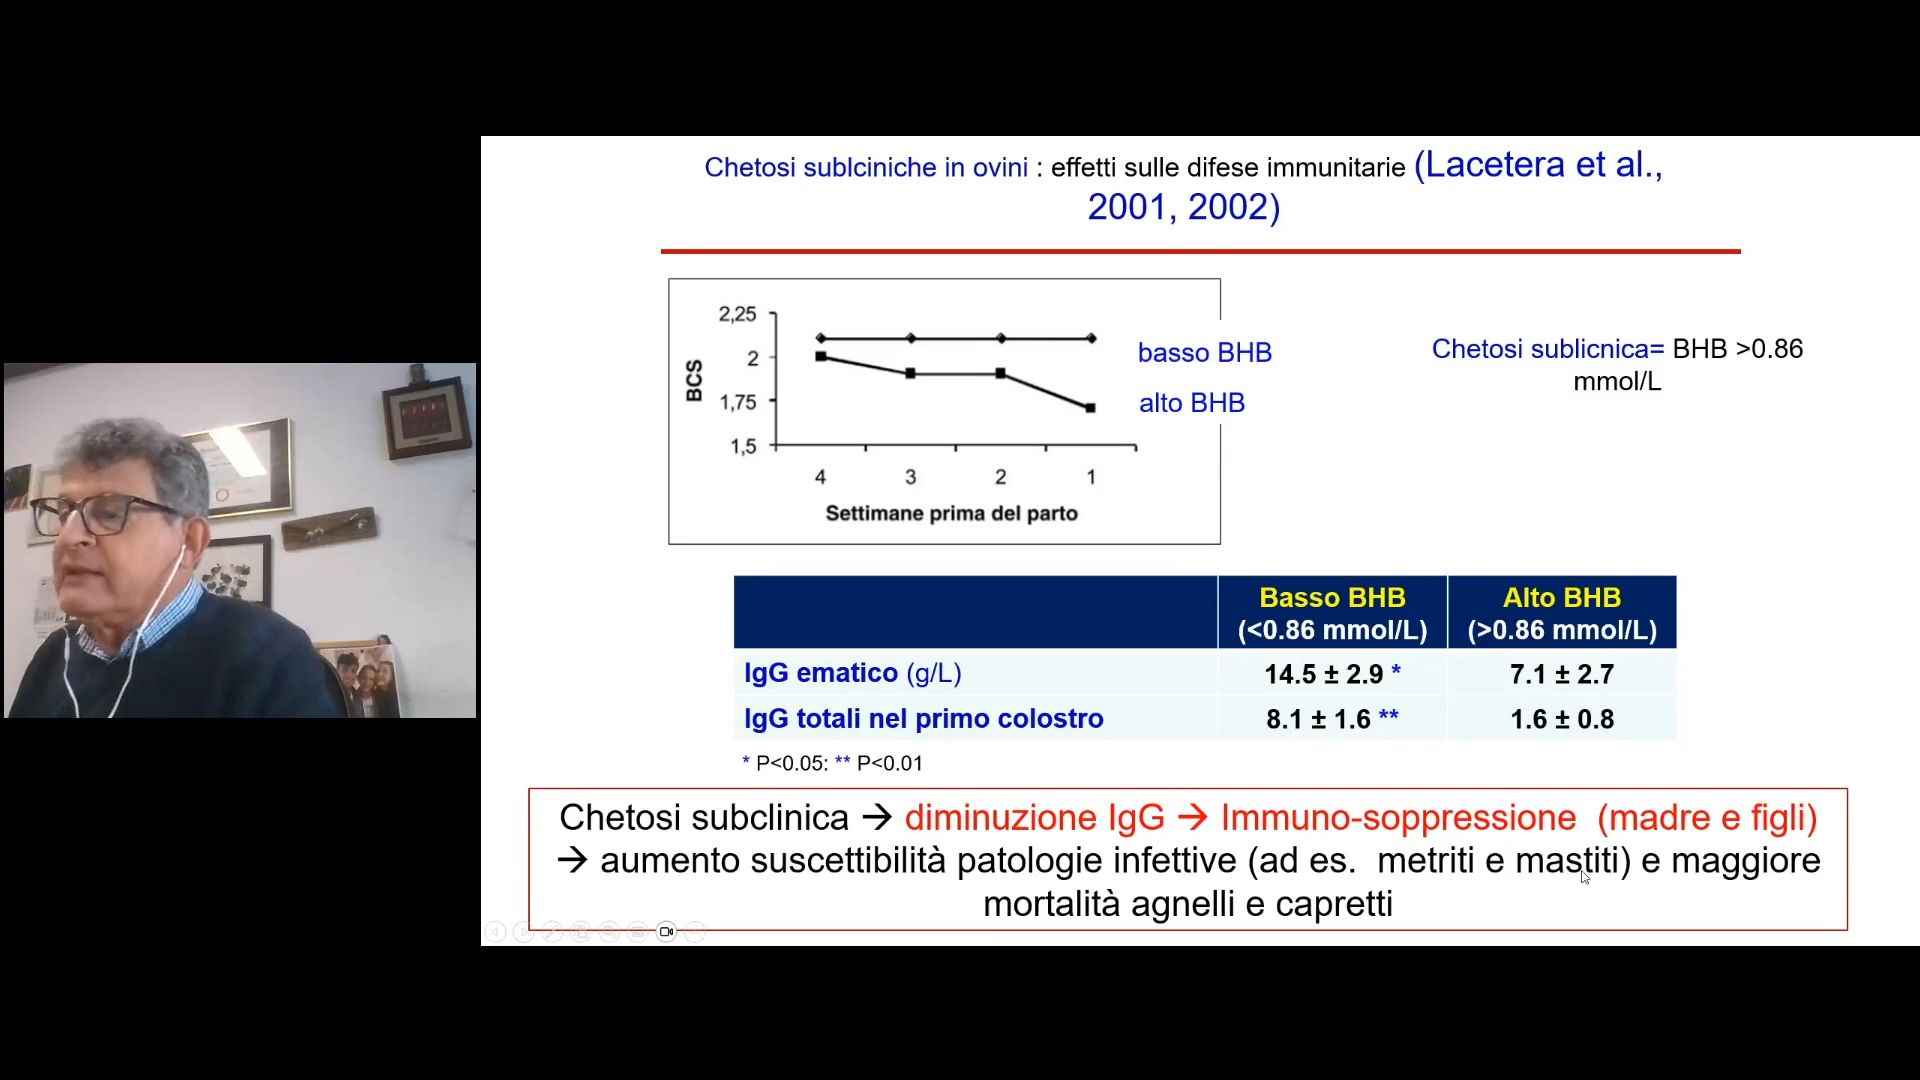 Chetosi sublciniche in ovini : effetti sulle difese immunitarie (Lacetera et al.,
2001, 2002)
2,25
2
1,75
1,5
BCS
4 3 2 1
Settimane prima del parto
basso BHB
alto BHB
Chetosi sublicnica= BHB >0.86
mmol/L
Basso BHB Alto BHB
(<0.86 mmol/L) (>0.86 mmol/L)
IgG ematico (g/L) 14.5 ± 2.9 * 7.1 ± 2.7
IgG totali nel primo colostro 8.1 ± 1.6 ** 1.6 ± 0.8
* P<0.05: ** P<0.01
Chetosi subclinica → diminuzione IgG → Immuno-soppressione (madre e figli)
→ aumento suscettibilità patologie infettive (ad es. metriti e mastiti) e maggiore
mortalità agnelli e capretti